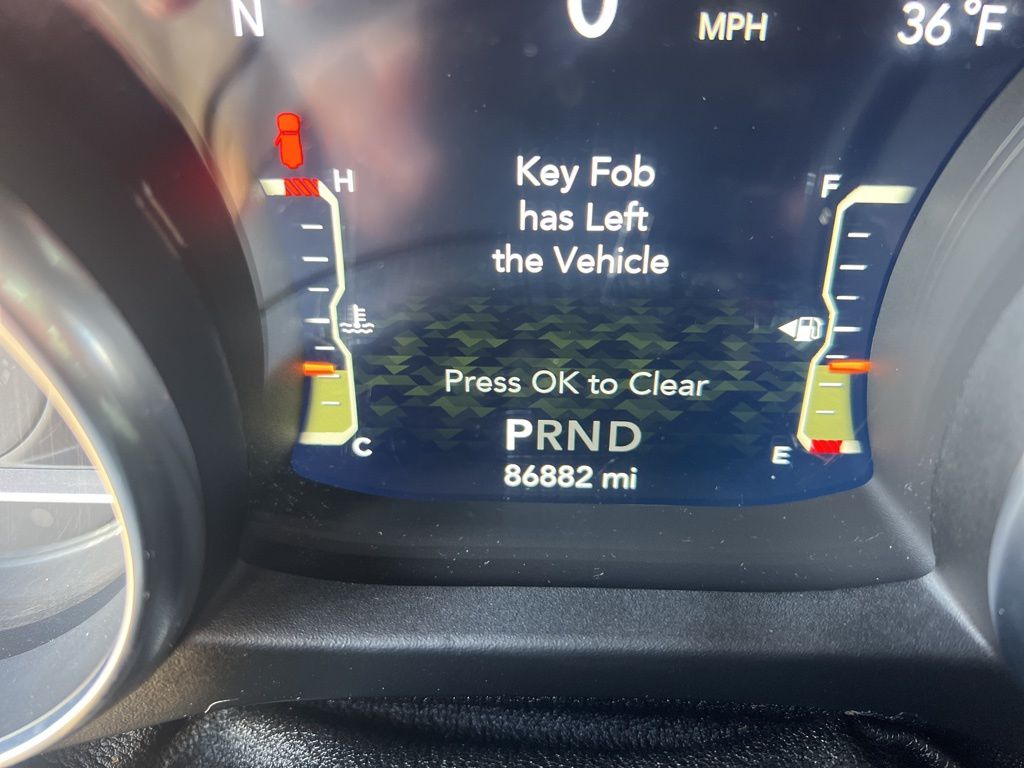 N 0 MPH 36°F
H F
Key Fob
has Left
the Vehicle
Press OK to Clear
PRND
C E
86882 mi